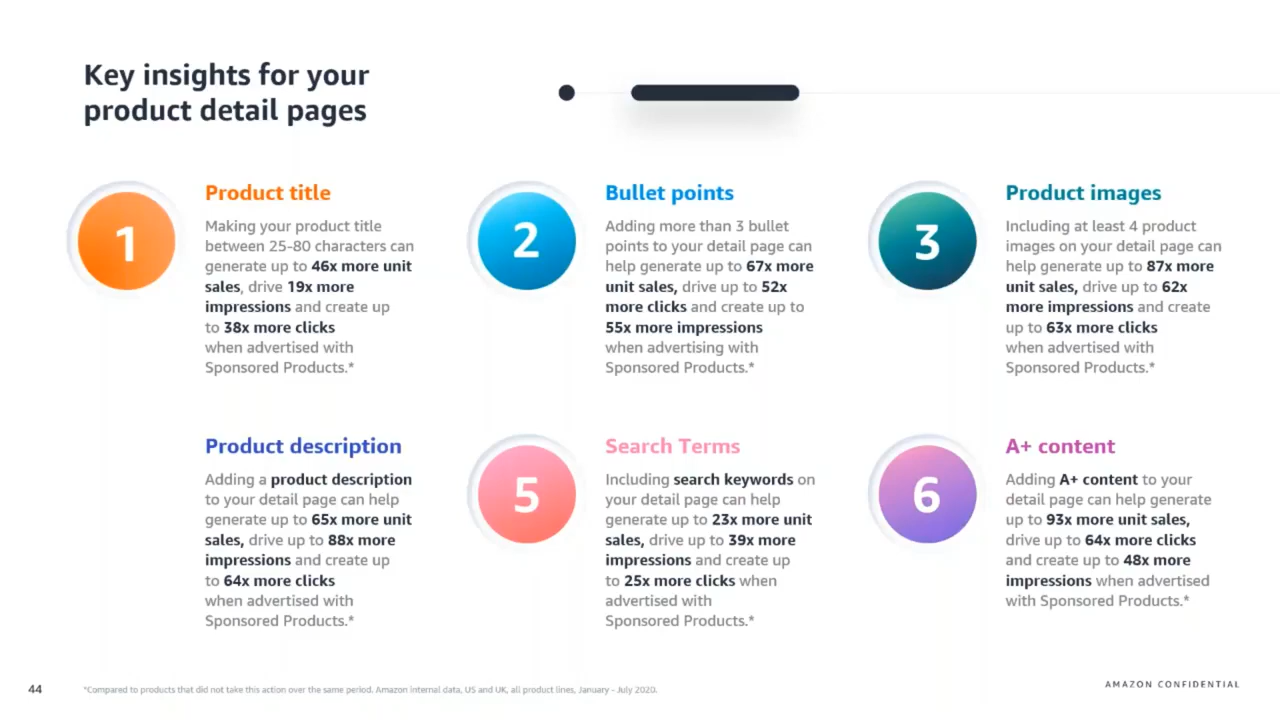 Key insights for your
product detail pages
1
Product title
Making your product title
between 25-80 characters can
generate up to 46x more unit
sales, drive 19x more
impressions and create up
to 38x more clicks
when advertised with
Sponsored Products.*
2
Bullet points
Adding more than 3 bullet
points to your detail page can
help generate up to 67x more
unit sales, drive up to 52x
more clicks and create up to
55x more impressions
when advertising with
Sponsored Products.*
3
Product images
Including at least 4 product
images on your detail page can
help generate up to 87x more
unit sales, drive up to 62x
more impressions and create
up to 63x more clicks
when advertised with
Sponsored Products.*
Product description
Adding a product description
to your detail page can help
generate up to 65x more unit
sales, drive up to 88x more
impressions and create up
to 64x more clicks
when advertised with
Sponsored Products.*
5
Search Terms
Including search keywords on
your detail page can help
generate up to 23x more unit
sales, drive up to 39x more
impressions and create up
to 25x more clicks when
advertised with
Sponsored Products.*
6
A+ content
Adding A+ content to your
detail page can help generate
up to 93x more unit sales,
drive up to 64x more clicks
and create up to 48x more
impressions when advertised
with Sponsored Products.*
44
*Compared to products that did not take this action over the same period. Amazon internal data, US and UK, all product lines, January - July 2020.
AMAZON CONFIDENTIAL